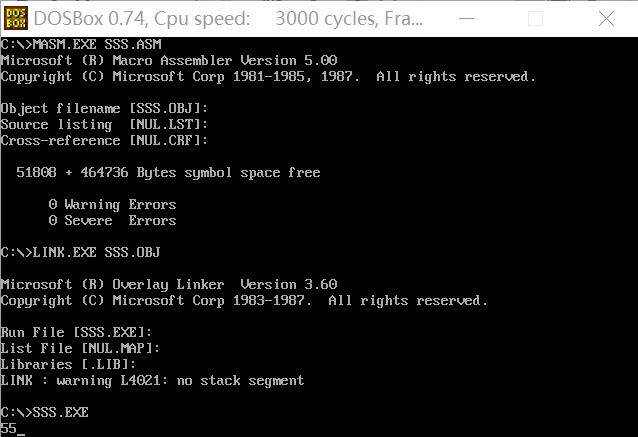 DOS
BOX
DOSBox 0.74, Cpu speed:    3000 cycles, Fra...
C:\>MASM.EXE SSS.ASM
Microsoft (R) Macro Assembler Version 5.00
Copyright (C) Microsoft Corp 1981-1985, 1987.  All rights reserved.
Object filename [SSS.OBJ]:
Source listing  [NUL.LST]:
Cross-reference [NUL.CRF]:
  51808 + 464736 Bytes symbol space free
      0 Warning Errors
      0 Severe  Errors
C:\>LINK.EXE SSS.OBJ
Microsoft (R) Overlay Linker  Version 3.60
Copyright (C) Microsoft Corp 1983-1987.  All rights reserved.
Run File [SSS.EXE]:
List File [NUL.MAP]:
Libraries [.LIB]:
LINK : warning L4021: no stack segment
C:\>SSS.EXE
55_